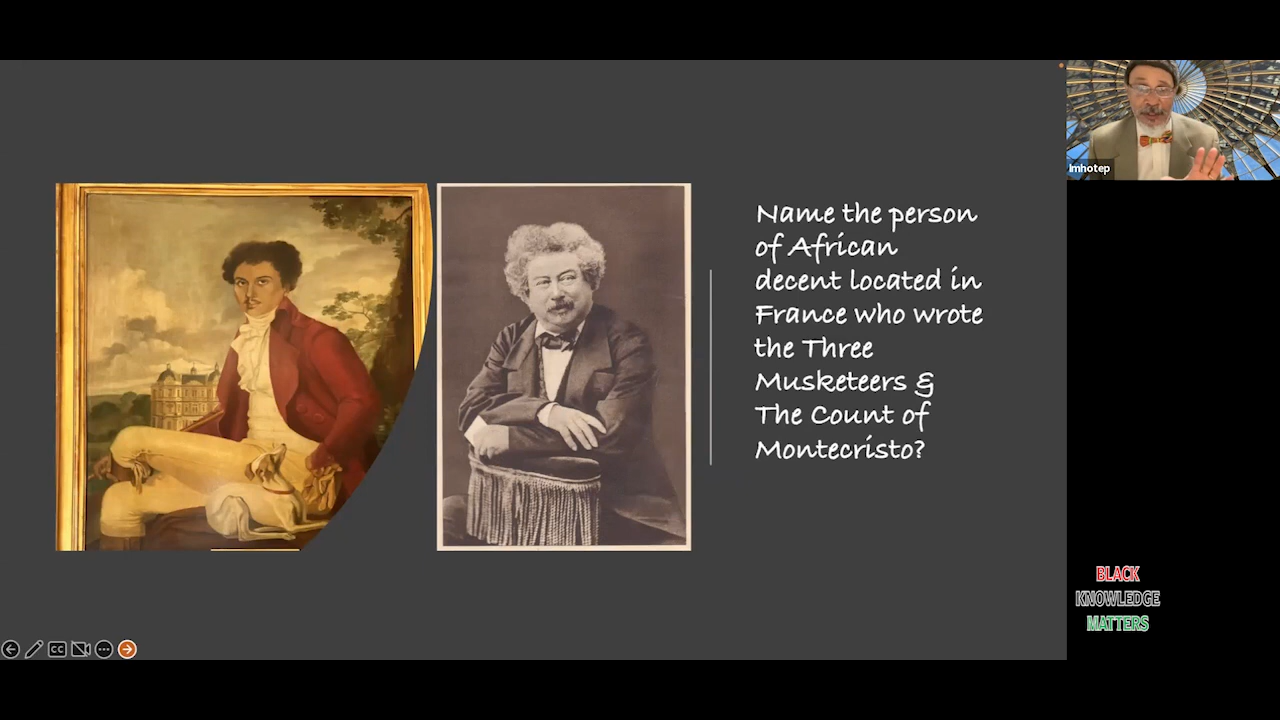 Name the person
of African
decent located in
France who wrote
the Three
Musketeers &
The Count of
Montecristo?
Imhotep
BLACK
KNOWLEDGE
MATTERS
CC